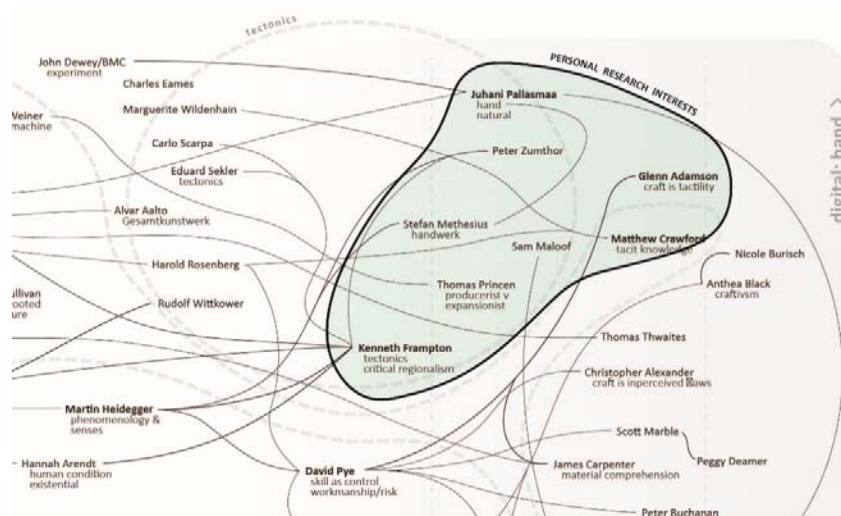 tectonics
PERSONAL RESEARCH INTERESTS
John Dewey/BMC
experiment
Charles Eames
Juhani Pallasmaa
hand
natural
Weiner
machine
Marguerite Wildenhain
Carlo Scarpa
Peter Zumthor
Eduard Sekler
tectonics
Glenn Adamson
craft is tactility
digital: hand >
Alvar Aalto
Gesamtkunstwerk
Stefan Methesius
handwerk
Matthew Crawford
tacit knowledge
Sam Maloof
Nicole Burisch
Harold Rosenberg
Thomas Princen
producerist v
expansionist
Anthea Black
craftivsm
Sullivan
ooted
ure
Rudolf Wittkower
Thomas Thwaites
Kenneth Frampton
tectonics
critical regionalism
Christopher Alexander
craft is inperceived aws
Martin Heidegger
phenomenology &
senses
Scott Marble
Hannah Arendt
human condition
existential
David Pye
skill as control
workmanship/risk
James Carpenter
material comprehension
Peggy Deamer
Peter Buchanan